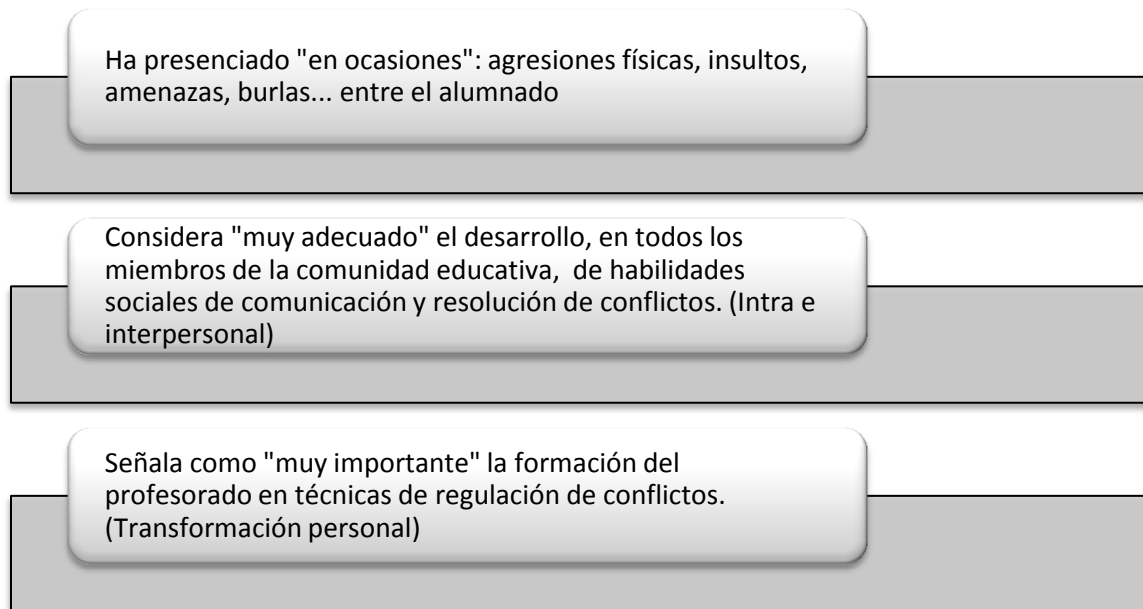 Ha presenciado "en ocasiones": agresiones físicas, insultos,
amenazas, burlas... entre el alumnado
Considera "muy adecuado" el desarrollo, en todos los
miembros de la comunidad educativa,  de habilidades
sociales de comunicación y resolución de conflictos. (Intra e
interpersonal)
Señala como "muy importante" la formación del
profesorado en técnicas de regulación de conflictos.
(Transformación personal)